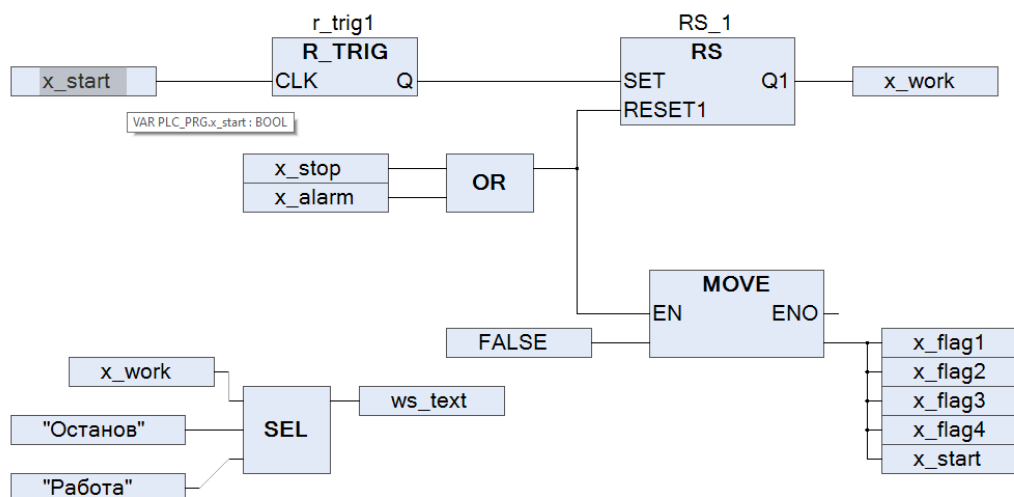 r_trig1
RS_1
R_TRIG
RS
x_start
CLK
Q
SET
Q1
x_work
RESET1
VAR PLC_PRG.x_start : BOOL
x_stop
x_alarm
OR
MOVE
EN
ENO
FALSE
x_flag1
x_flag2
x_flag3
x_flag4
x_start
x_work
"Останов"
"Работа"
SEL
ws_text